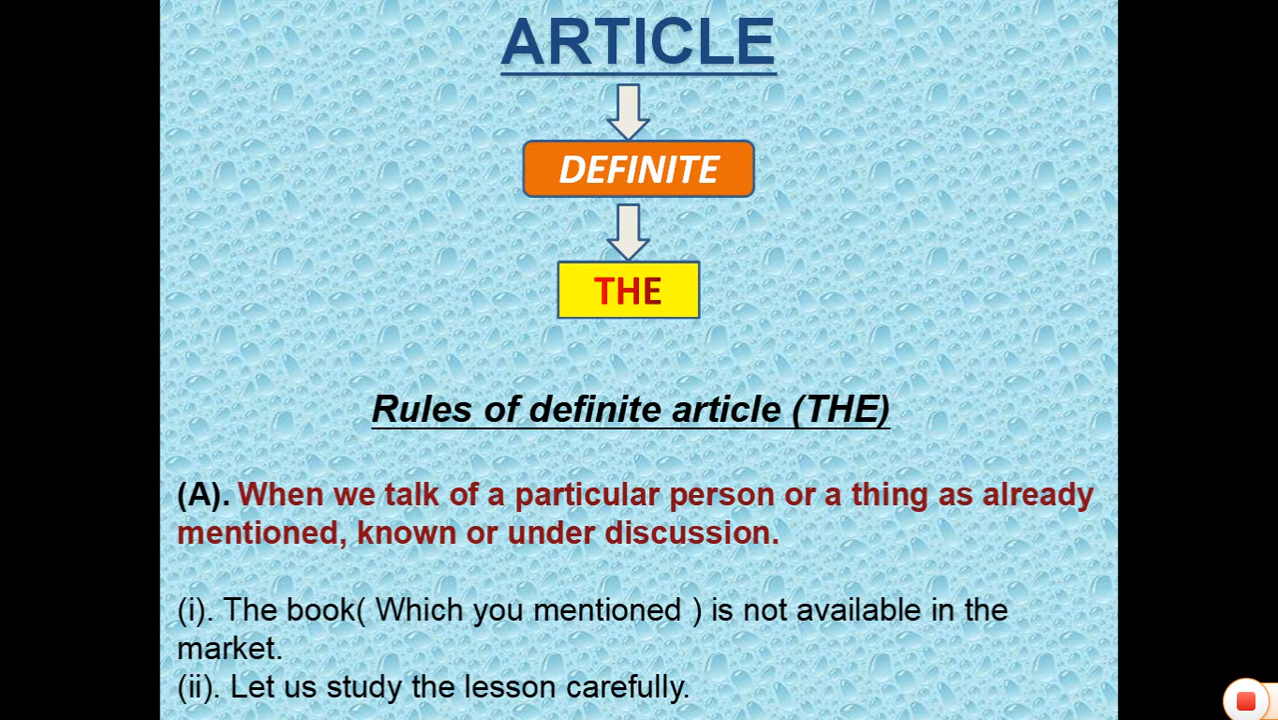 ARTICLE
DEFINITE
THE
Rules of definite article (THE)
(A). When we talk of a particular person or a thing as already
mentioned, known or under discussion.
(i). The book( Which you mentioned ) is not available in the
market.
(ii). Let us study the lesson carefully.